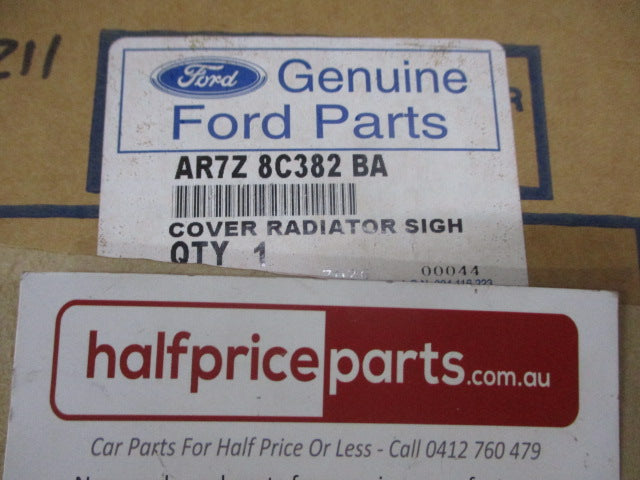 211
Ford Genuine
Ford Parts
AR7Z 8C382 BA
COVER RADIATOR SIGH
QTY 1
00044
halfpriceparts.com.au
Car Parts For Half Price Or Less - Call 0412 760 479